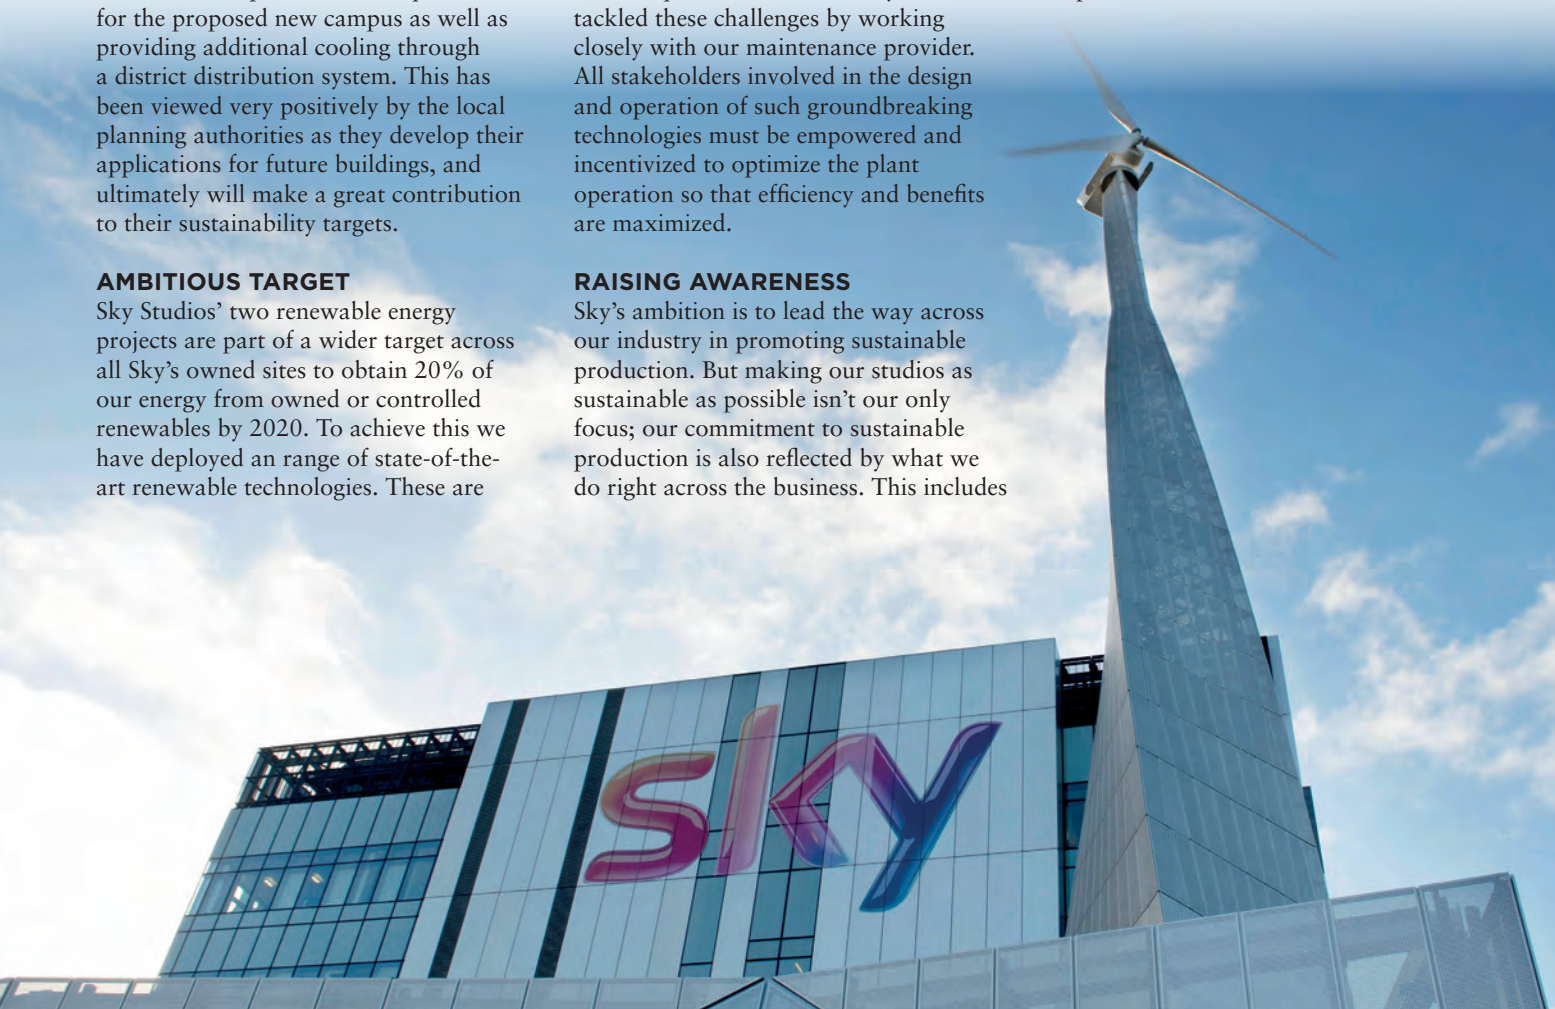 for the proposed new campus as well as
providing additional cooling through
a district distribution system. This has
been viewed very positively by the local
planning authorities as they develop their
applications for future buildings, and
ultimately will make a great contribution
to their sustainability targets.
AMBITIOUS TARGET
Sky Studios’ two renewable energy
projects are part of a wider target across
all Sky’s owned sites to obtain 20% of
our energy from owned or controlled
renewables by 2020. To achieve this we
have deployed an range of state-of-the-
art renewable technologies. These are
tackled these challenges by working
closely with our maintenance provider.
All stakeholders involved in the design
and operation of such groundbreaking
technologies must be empowered and
incentivized to optimize the plant
operation so that efficiency and benefits
are maximized.
RAISING AWARENESS
Sky’s ambition is to lead the way across
our industry in promoting sustainable
production. But making our studios as
sustainable as possible isn’t our only
focus; our commitment to sustainable
production is also reflected by what we
do right across the business. This includes
sky